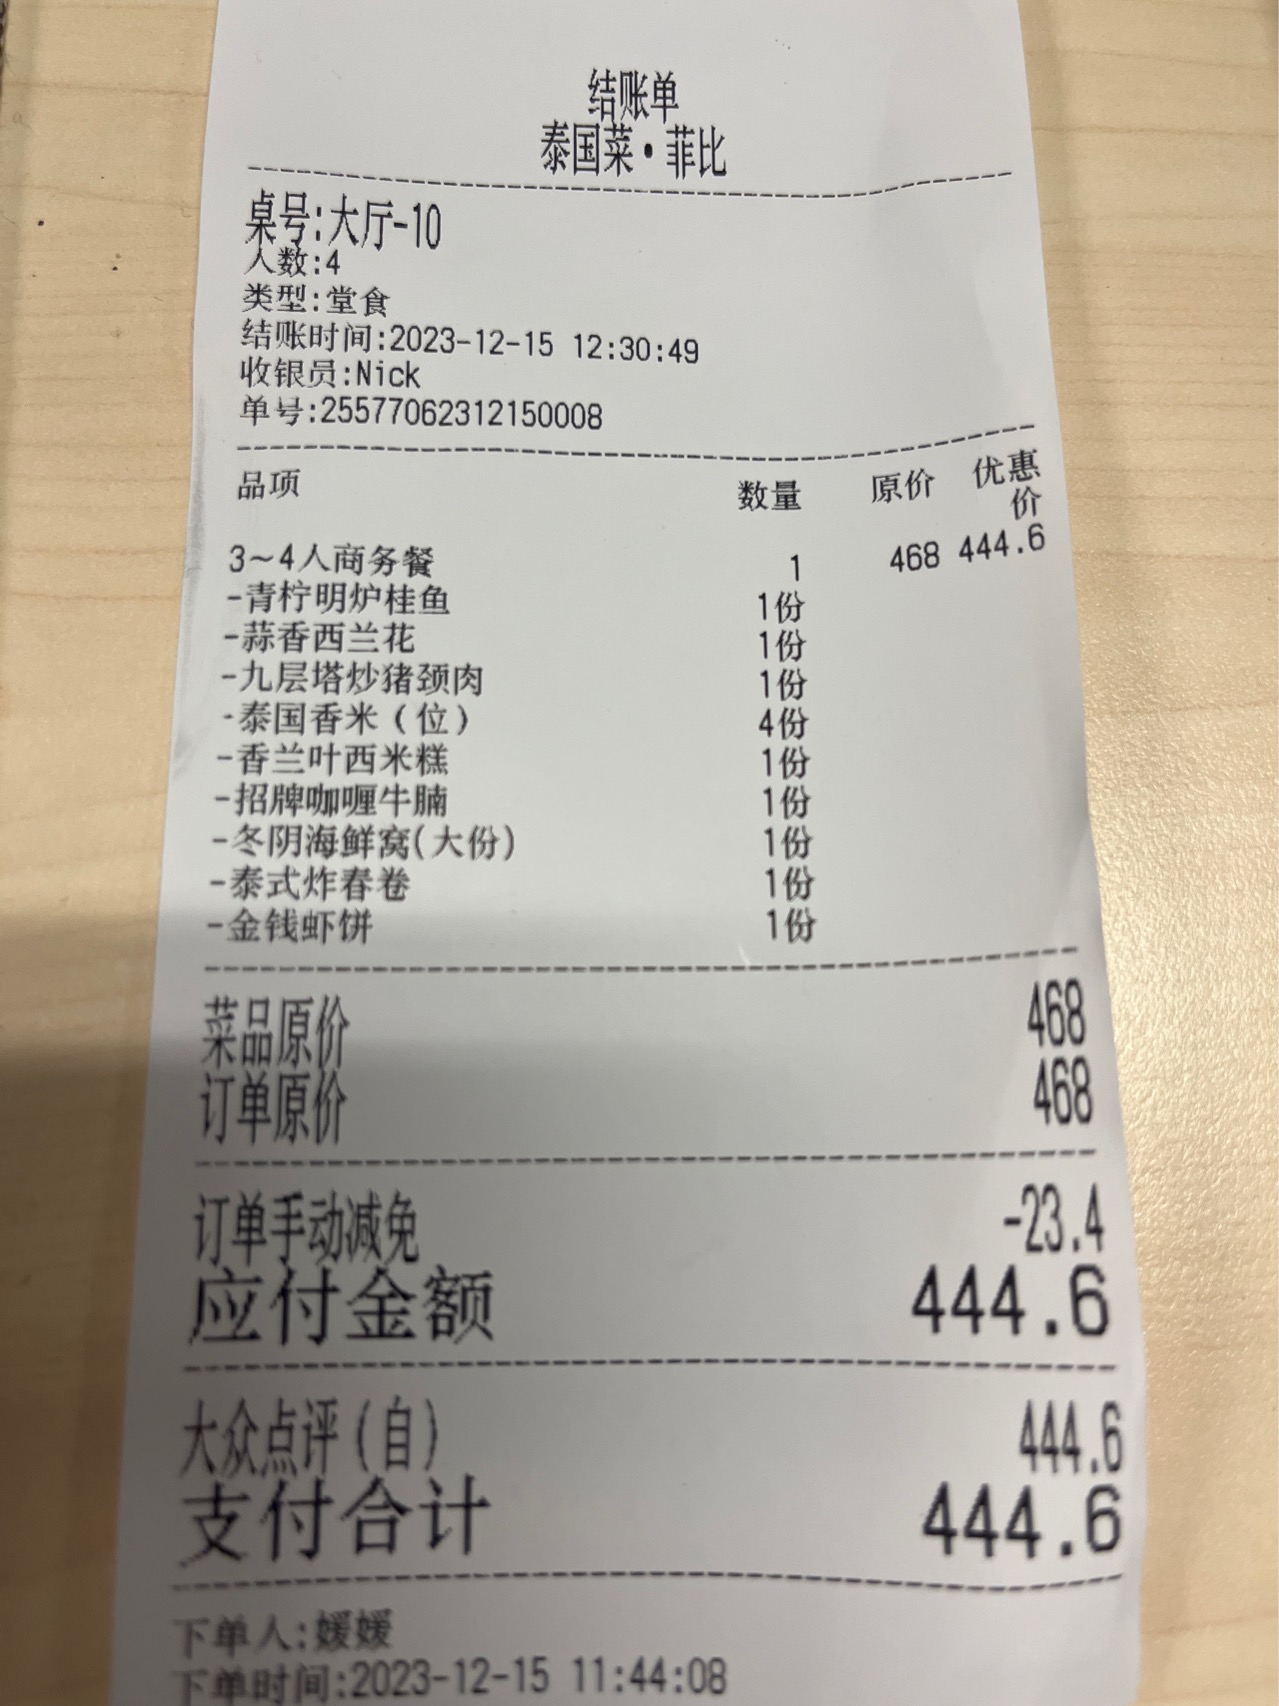 结账单
泰国菜•菲比
桌号:大厅-10
人数:4
类型:堂食
结账时间:2023-12-15 12:30:49
收银员:Nick
单号:25577062312150008
品项 数量 原价 优惠价
3~4人商务餐 1 468 444.6
-青柠明炉桂鱼 1份
-蒜香西兰花 1份
-九层塔炒猪颈肉 1份
-泰国香米（位） 4份
-香兰叶西米糕 1份
-招牌咖喱牛腩 1份
-冬阴海鲜窝(大份) 1份
-泰式炸春卷 1份
-金钱虾饼 1份
菜品原价 468
订单原价 468
订单手动减免 -23.4
应付金额 444.6
大众点评(自) 444.6
支付合计 444.6
下单人:媛媛
下单时间:2023-12-15 11:44:08